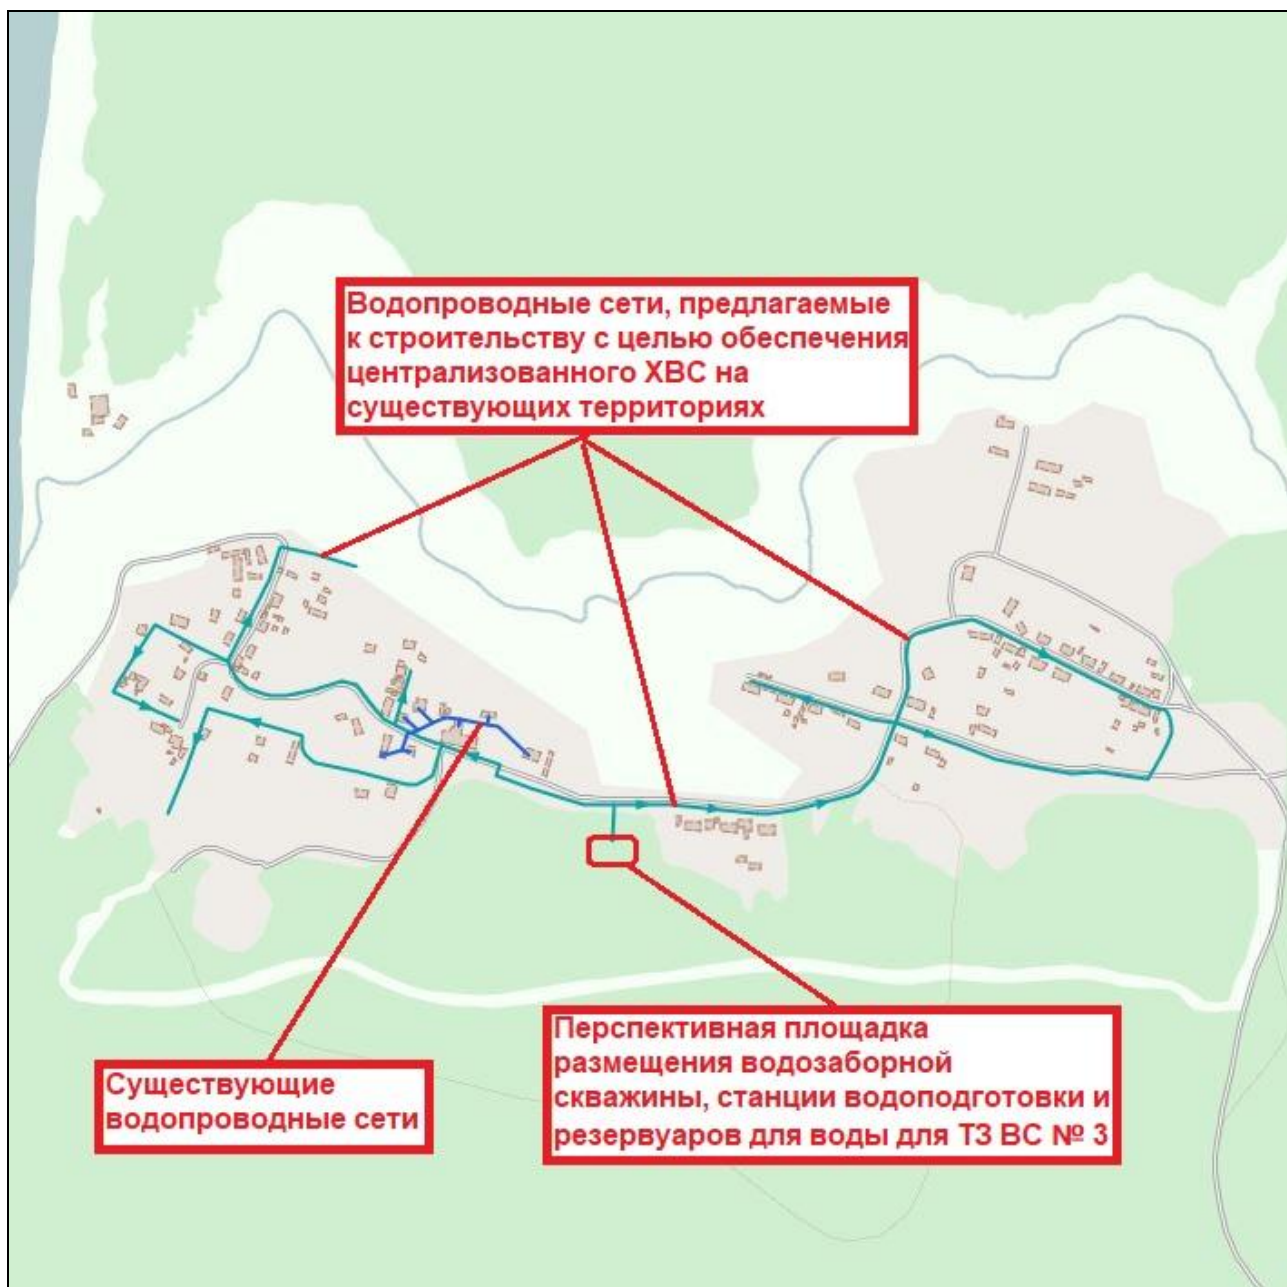 Водопроводные сети, предлагаемые
к строительству с целью обеспечения
централизованного ХВС на
существующих территориях
Существующие
водопроводные сети
Перспективная площадка
размещения водозаборной
скважины, станции водоподготовки и
резервуаров для воды для ТЗ ВС № 3